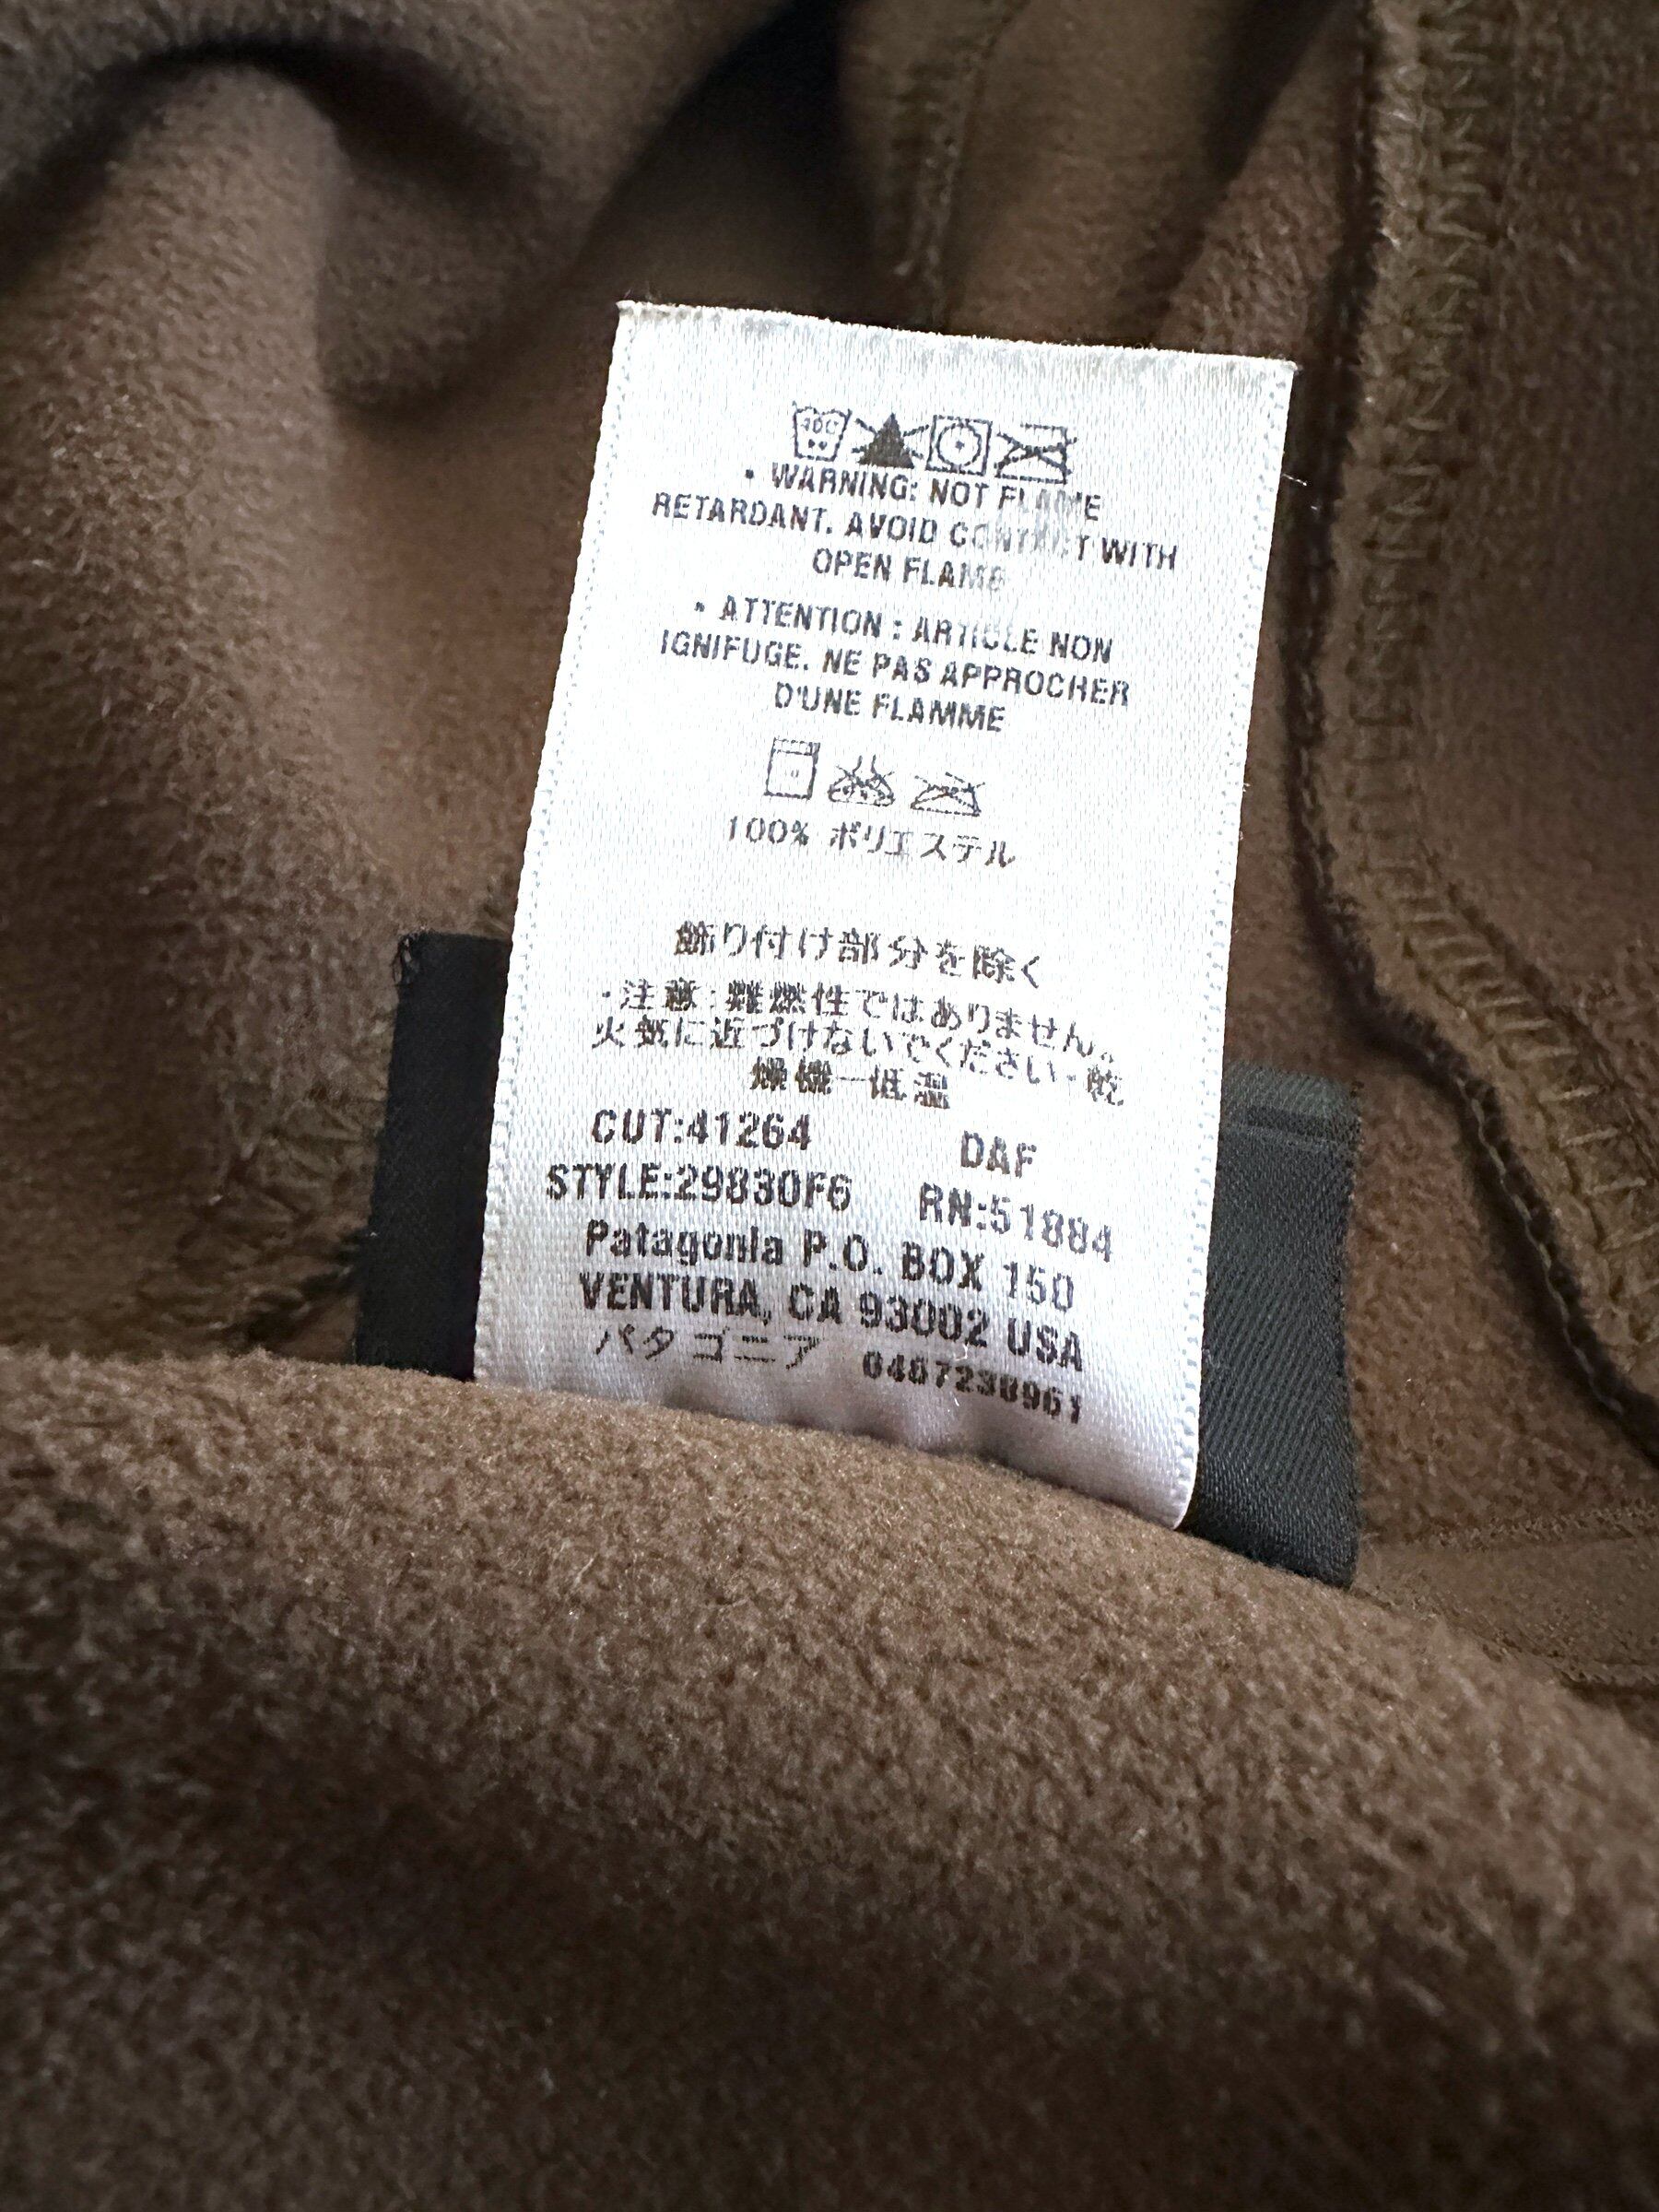 40C
• WARNING: NOT FLAME
RETARDANT. AVOID CONTACT WITH
OPEN FLAME
• ATTENTION : ARTICLE NON
IGNIFUGE. NE PAS APPROCHER
D'UNE FLAMME
100% ポリエステル
飾り付け部分を除く
・注意：難燃性ではありません。
火気に近づけないでください-乾
燥機一低温
CUT:41264 DAF
STYLE:29830F6 RN:51884
Patagonia P.O. BOX 150
VENTURA, CA 93002 USA
パタゴニア 0407230961